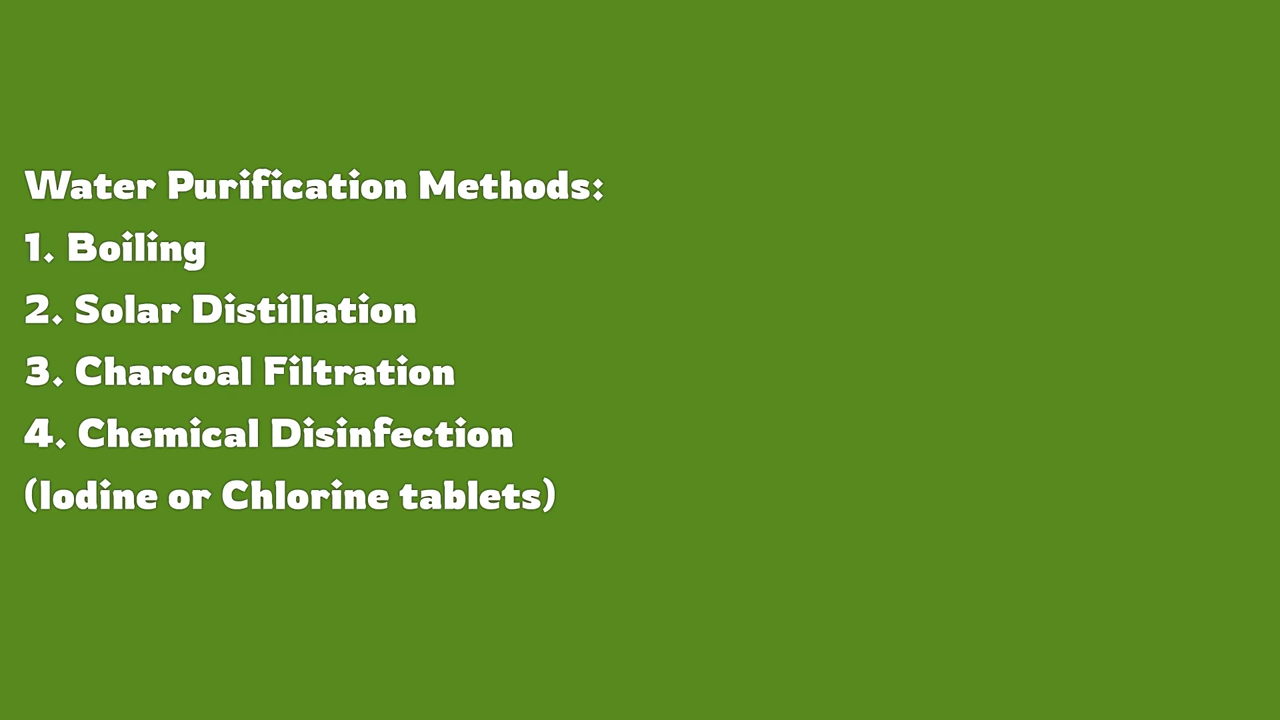 Water Purification Methods:
1. Boiling
2. Solar Distillation
3. Charcoal Filtration
4. Chemical Disinfection
(Iodine or Chlorine tablets)